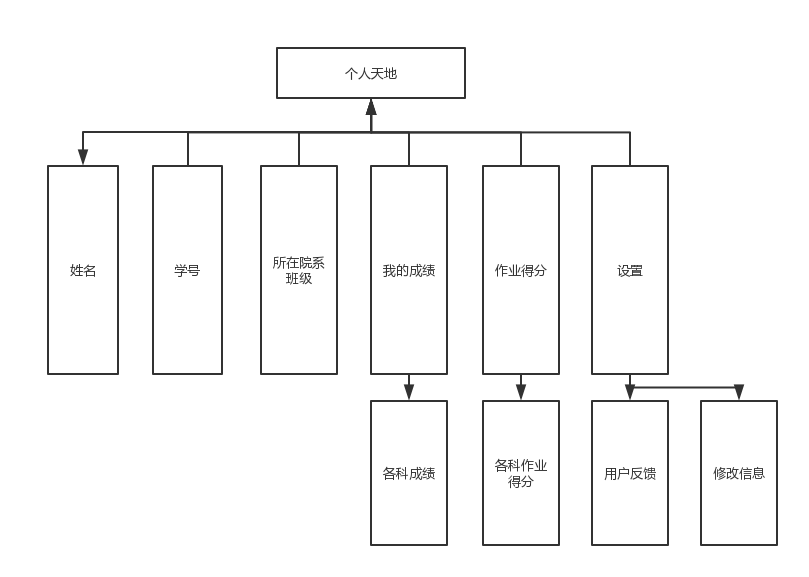 个人天地
姓名
学号
所在院系
班级
我的成绩
作业得分
设置
各科成绩
各科作业
得分
用户反馈
修改信息